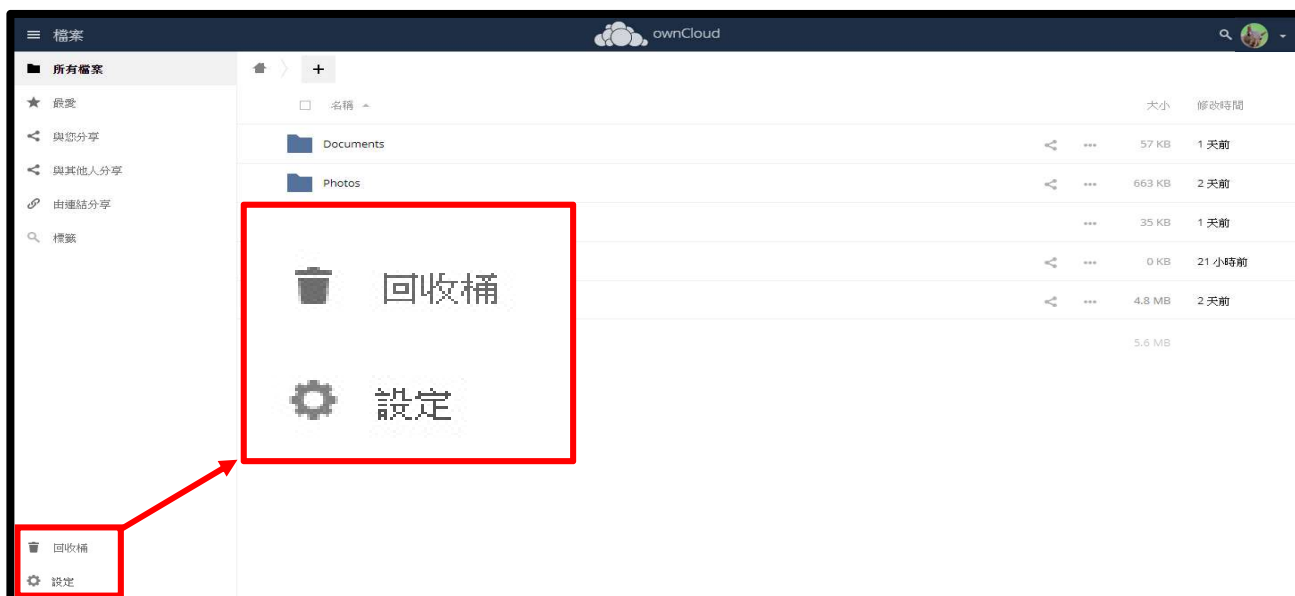 檔案 ownCloud
所有檔案
最愛
與您分享
與其他人分享
由連結分享
標籤
名稱 大小 修改時間
Documents 57 KB 1 天前
Photos 663 KB 2 天前
35 KB 1 天前
0 KB 21 小時前
4.8 MB 2 天前
5.6 MB
回收桶
設定
回收桶
設定